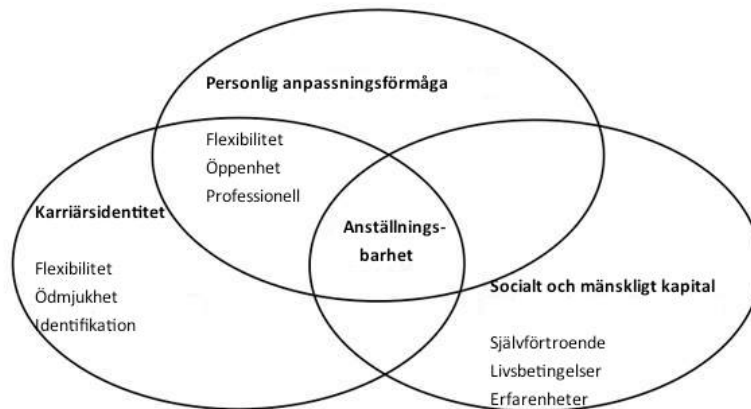 Personlig anpassningsförmåga
Flexibilitet
Öppenhet
Professionell
Karriärsidentitet
Flexibilitet
Ödmjukhet
Identifikation
Anställnings-
barhet
Socialt och mänskligt kapital
Självförtroende
Livsbetingelser
Erfarenheter